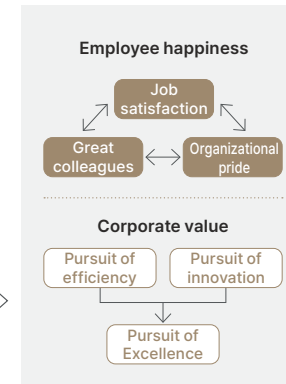 Employee happiness
Job
satisfaction
Great
colleagues
Organizational
pride
Corporate value
Pursuit of
efficiency
Pursuit of
innovation
Pursuit of
Excellence